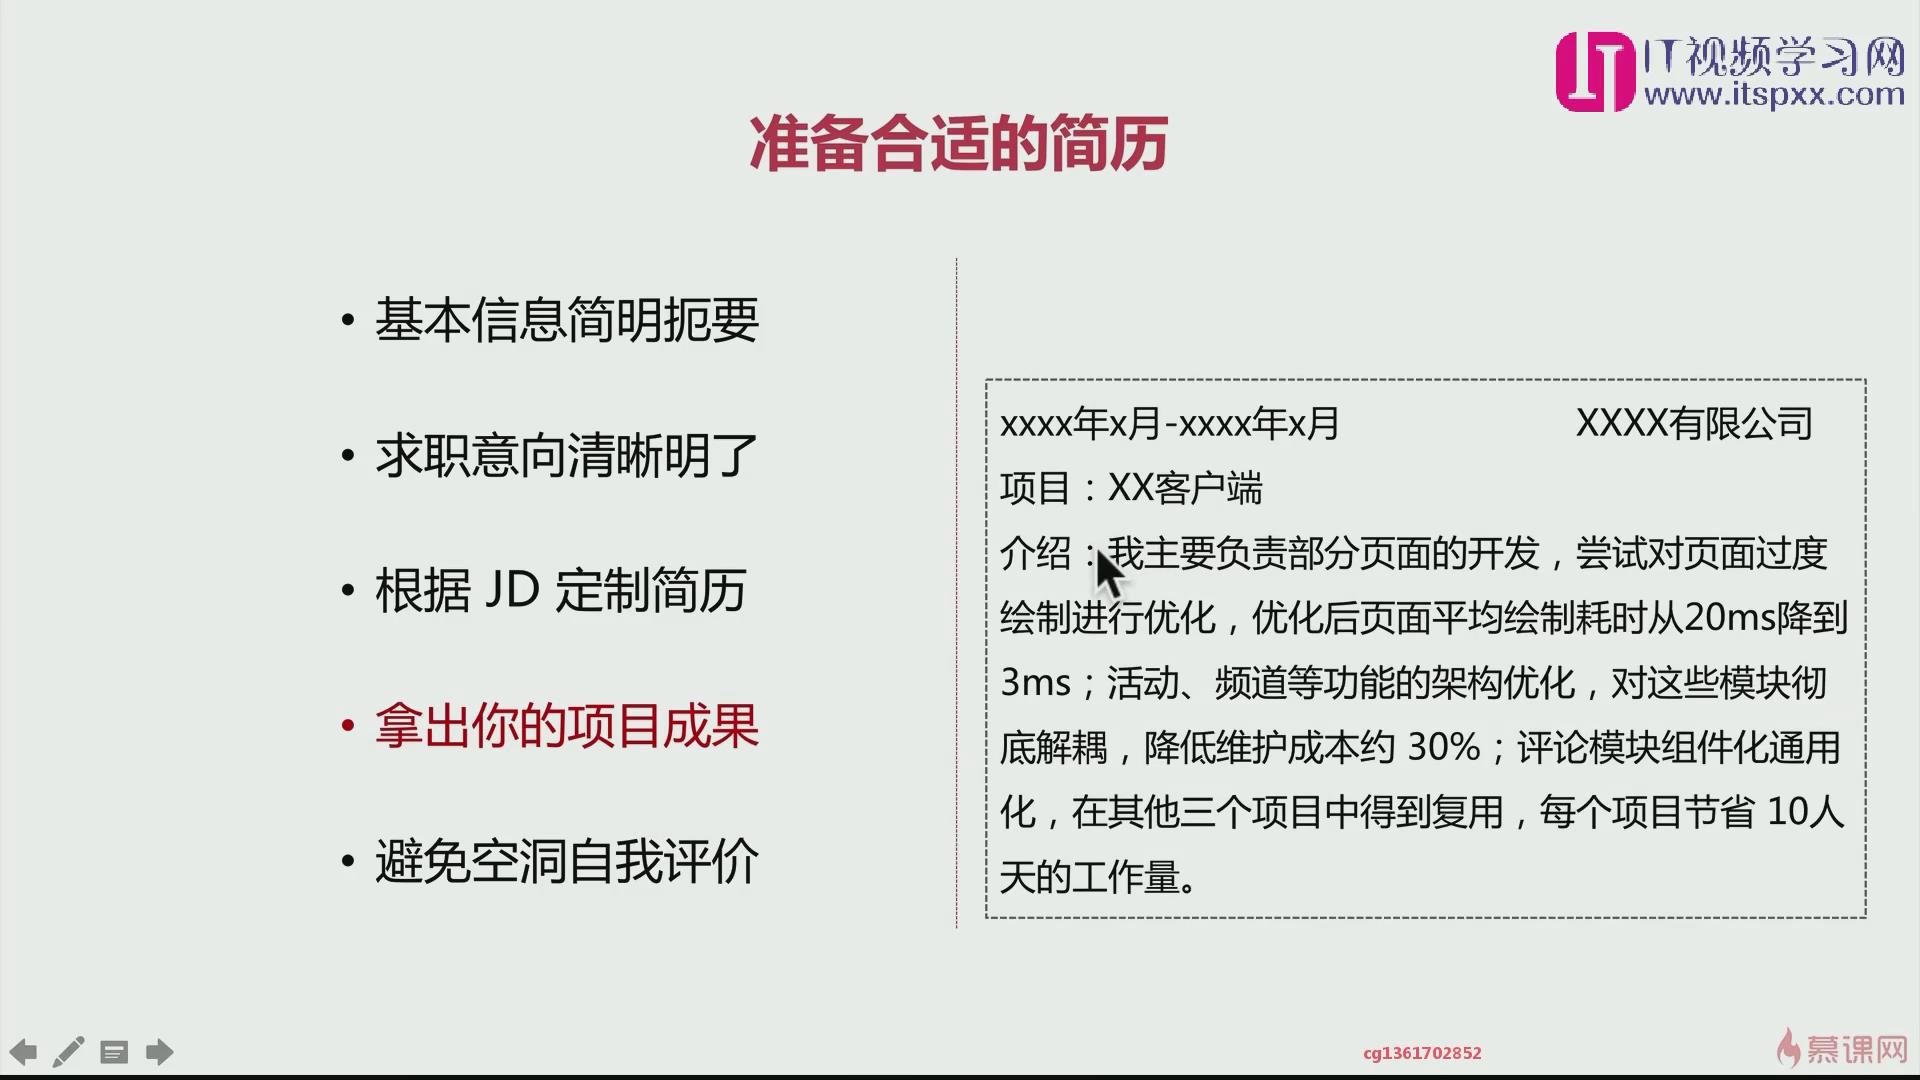 IT视频学习网
www.itspxx.com
准备合适的简历
• 基本信息简明扼要
• 求职意向清晰明了
• 根据 JD 定制简历
• 拿出你的项目成果
• 避免空洞自我评价
xxxx年x月-xxxx年x月 XXXX有限公司
项目：XX客户端
介绍：我主要负责部分页面的开发，尝试对页面过度
绘制进行优化，优化后页面平均绘制耗时从20ms降到
3ms；活动、频道等功能的架构优化，对这些模块彻
底解耦，降低维护成本约 30%；评论模块组件化通用
化，在其他三个项目中得到复用，每个项目节省 10人
天的工作量。
cg1361702852
慕课网